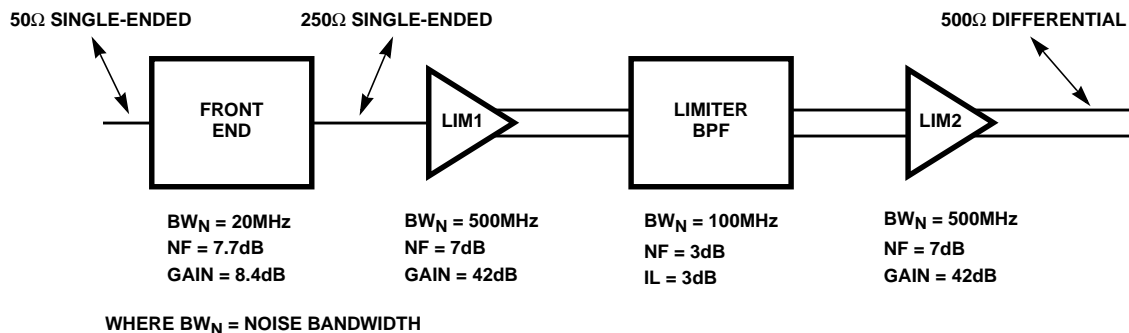 50Ω SINGLE-ENDED
250Ω SINGLE-ENDED
500Ω DIFFERENTIAL
FRONT
END
LIM1
LIMITER
BPF
LIM2
BWN = 20MHz
NF = 7.7dB
GAIN = 8.4dB
BWN = 500MHz
NF = 7dB
GAIN = 42dB
BWN = 100MHz
NF = 3dB
IL = 3dB
BWN = 500MHz
NF = 7dB
GAIN = 42dB
WHERE BWN = NOISE BANDWIDTH